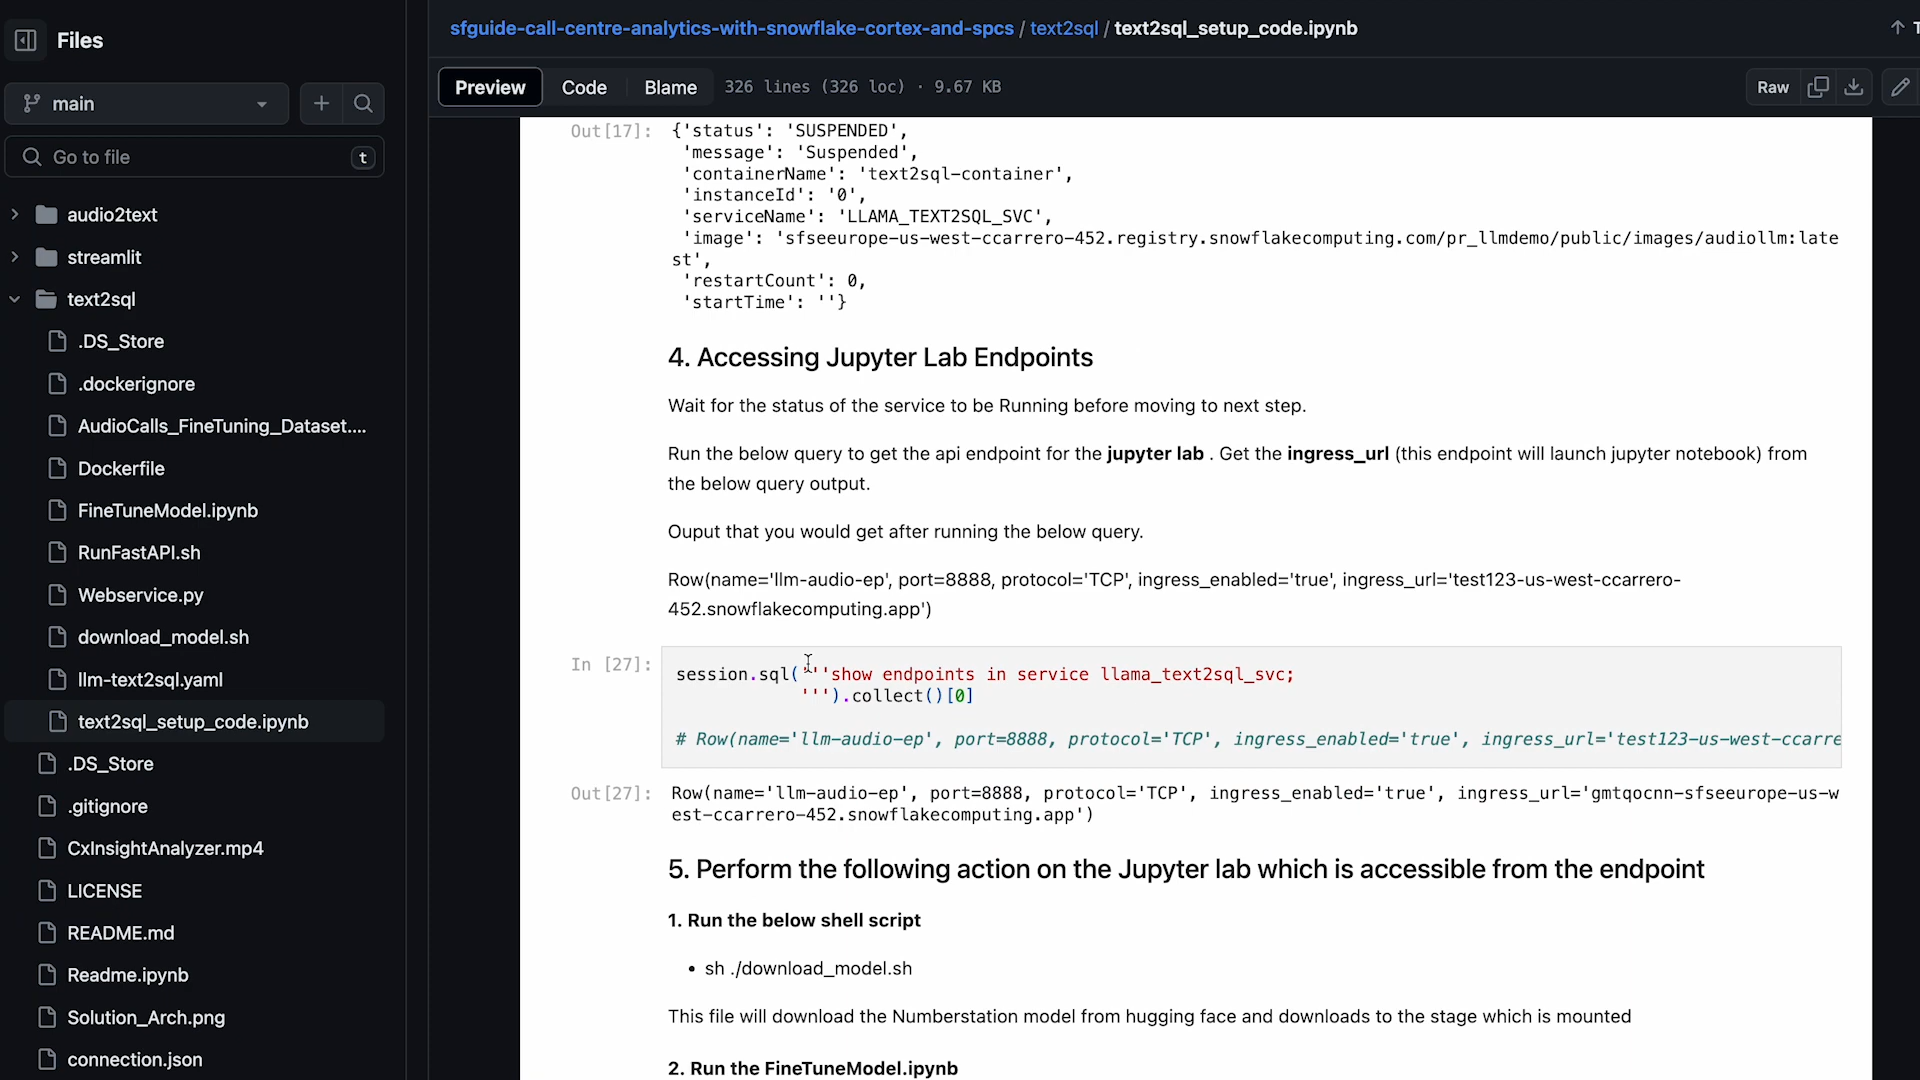 Files
main
Go to file
t
audio2text
streamlit
text2sql
.DS_Store
.dockerignore
AudioCalls_FineTuning_Dataset....
Dockerfile
FineTuneModel.ipynb
RunFastAPI.sh
Webservice.py
download_model.sh
llm-text2sql.yaml
text2sql_setup_code.ipynb
.DS_Store
.gitignore
CxInsightAnalyzer.mp4
LICENSE
README.md
Readme.ipynb
Solution_Arch.png
connection.json
sfguide-call-centre-analytics-with-snowflake-cortex-and-spcs / text2sql / text2sql_setup_code.ipynb
Preview Code Blame 326 lines (326 loc) · 9.67 KB
Raw
Out[17]: {'status': 'SUSPENDED',
'message': 'Suspended',
'containerName': 'text2sql-container',
'instanceId': '0',
'serviceName': 'LLAMA_TEXT2SQL_SVC',
'image': 'sfseeurope-us-west-ccarrero-452.registry.snowflakecomputing.com/pr_llmdemo/public/images/audiollm:late
st',
'restartCount': 0,
'startTime': ''}
4. Accessing Jupyter Lab Endpoints
Wait for the status of the service to be Running before moving to next step.
Run the below query to get the api endpoint for the jupyter lab . Get the ingress_url (this endpoint will launch jupyter notebook) from
the below query output.
Ouput that you would get after running the below query.
Row(name='llm-audio-ep', port=8888, protocol='TCP', ingress_enabled='true', ingress_url='test123-us-west-ccarrero-
452.snowflakecomputing.app')
In [27]: session.sql('''show endpoints in service llama_text2sql_svc;
''').collect()[0]
# Row(name='llm-audio-ep', port=8888, protocol='TCP', ingress_enabled='true', ingress_url='test123-us-west-ccarre
Out[27]: Row(name='llm-audio-ep', port=8888, protocol='TCP', ingress_enabled='true', ingress_url='gmtqocnn-sfseeurope-us-w
est-ccarrero-452.snowflakecomputing.app')
5. Perform the following action on the Jupyter lab which is accessible from the endpoint
1. Run the below shell script
• sh ./download_model.sh
This file will download the Numberstation model from hugging face and downloads to the stage which is mounted
2. Run the FineTuneModel.ipynb